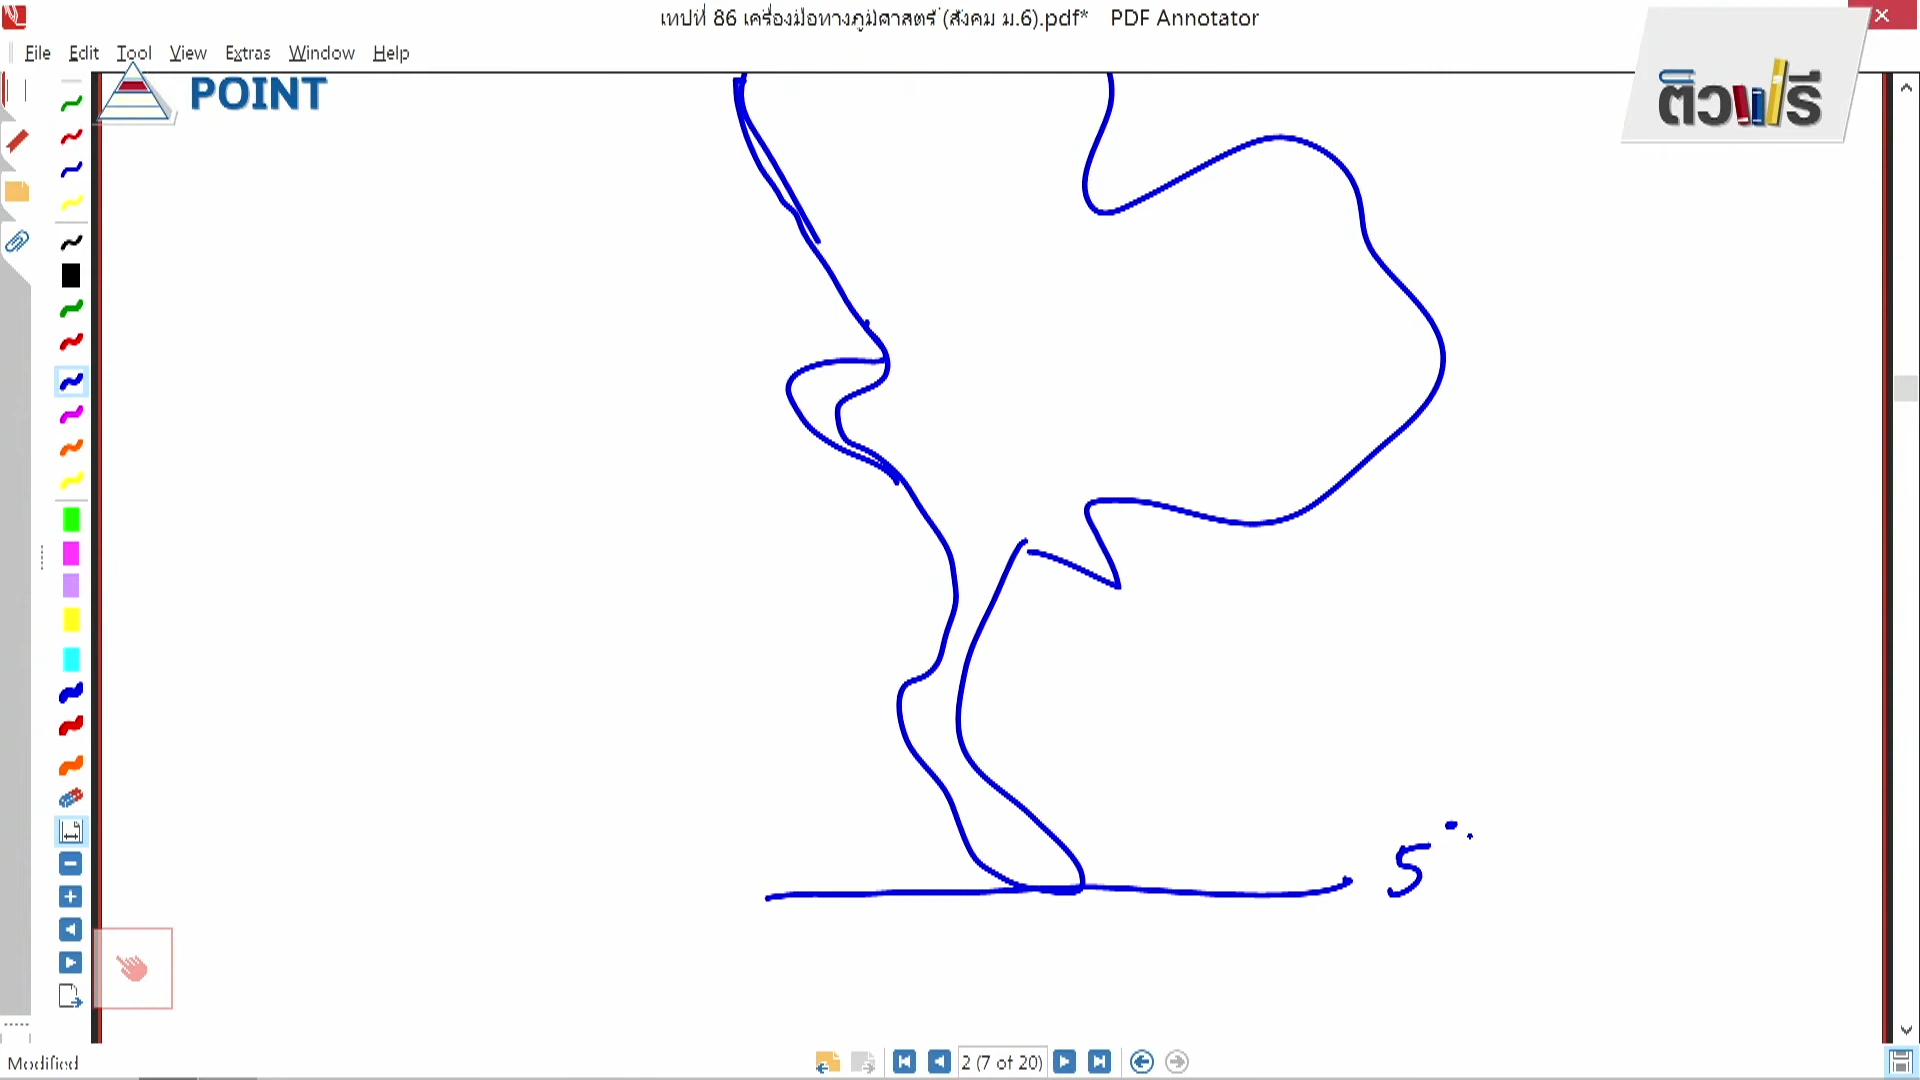 เทปที่ 86 เครื่องมือทางภูมิศาสตร์ (สังคม ม.6).pdf* PDF Annotator
File Edit Tool View Extras Window Help
POINT
ติวฟรี
5
Modified
2 (7 of 20)